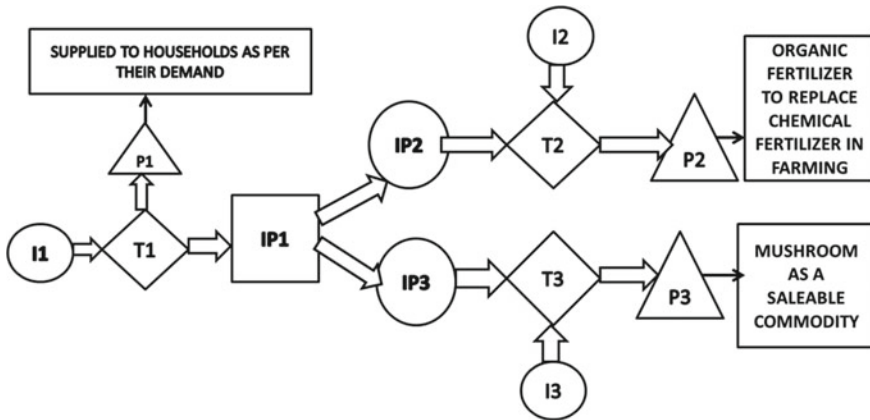 SUPPLIED TO HOUSEHOLDS AS PER
THEIR DEMAND
P1
I1
T1
IP1
I2
IP2
T2
P2
ORGANIC
FERTILIZER
TO REPLACE
CHEMICAL
FERTILIZER IN
FARMING
IP3
T3
P3
MUSHROOM
AS A
SALEABLE
COMMODITY
I3